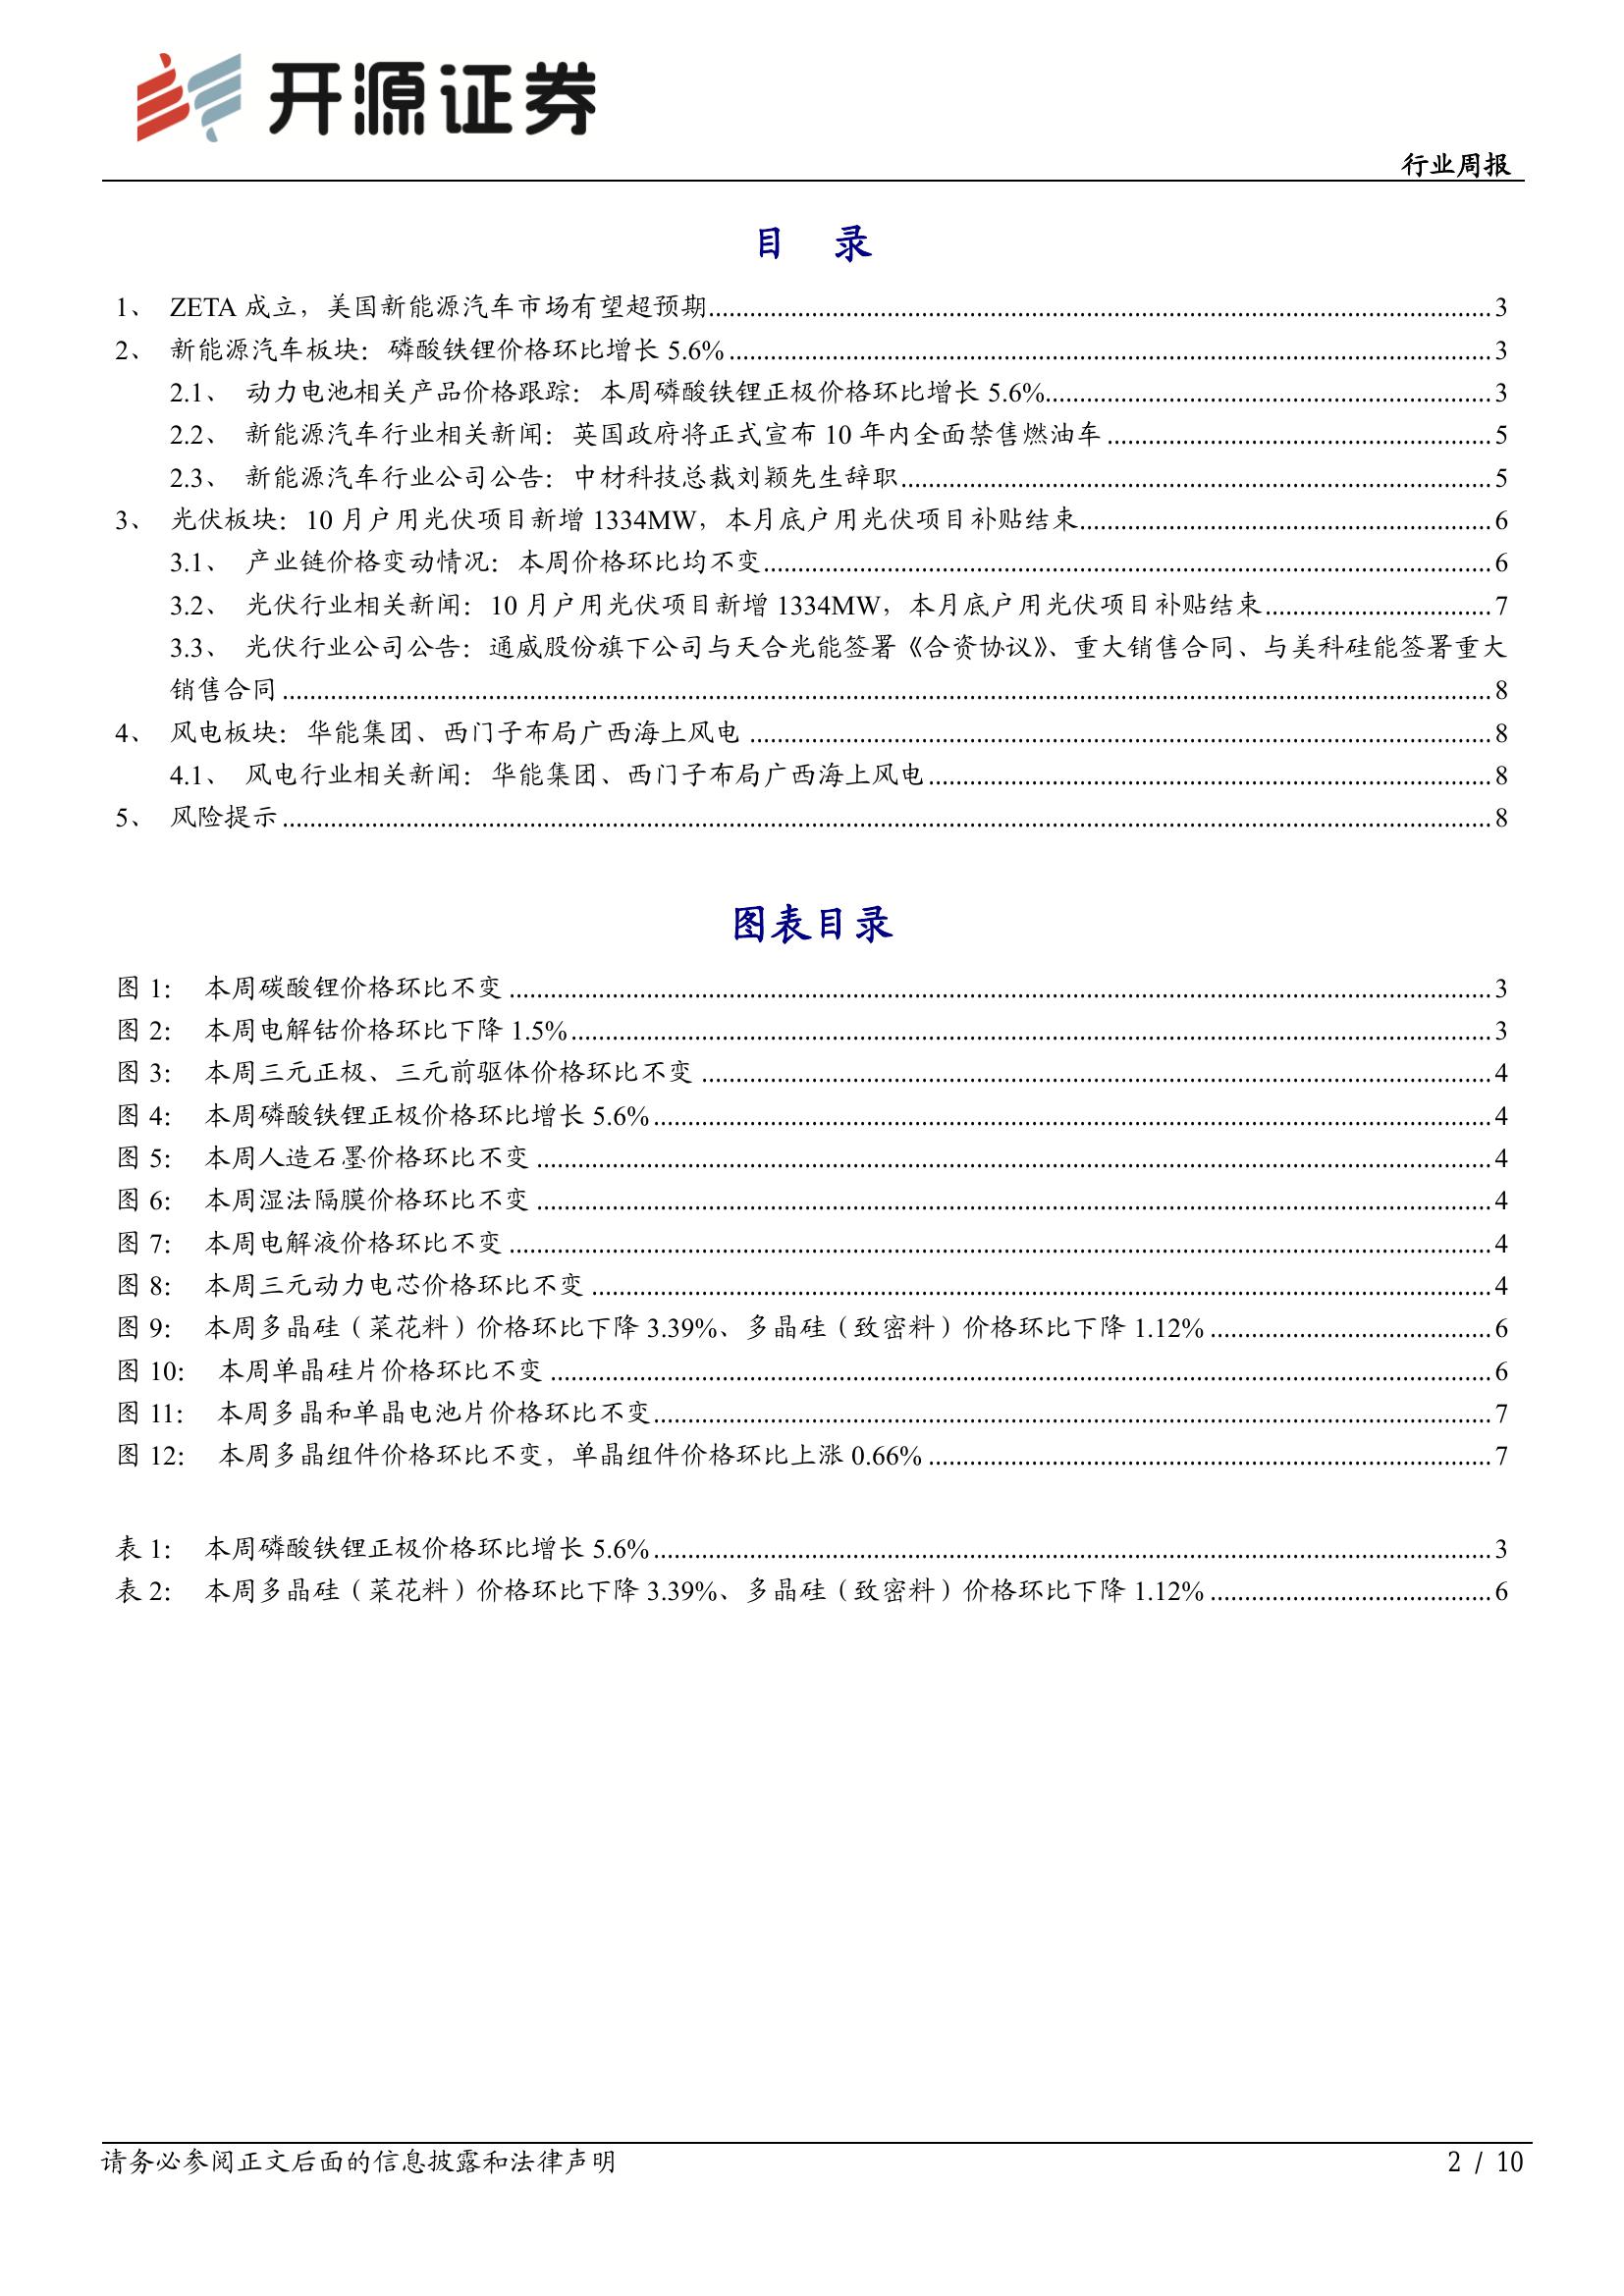 开源证券
行业周报
目 录
1、 ZETA 成立，美国新能源汽车市场有望超预期 3
2、 新能源汽车板块：磷酸铁锂价格环比增长 5.6% 3
2.1、 动力电池相关产品价格跟踪：本周磷酸铁锂正极价格环比增长 5.6% 3
2.2、 新能源汽车行业相关新闻：英国政府将正式宣布 10 年内全面禁售燃油车 5
2.3、 新能源汽车行业公司公告：中材科技总裁刘颖先生辞职 5
3、 光伏板块：10 月户用光伏项目新增 1334MW，本月底户用光伏项目补贴结束 6
3.1、 产业链价格变动情况：本周价格环比均不变 6
3.2、 光伏行业相关新闻：10 月户用光伏项目新增 1334MW，本月底户用光伏项目补贴结束 7
3.3、 光伏行业公司公告：通威股份旗下公司与天合光能签署《合资协议》、重大销售合同、与美科硅能签署重大
销售合同 8
4、 风电板块：华能集团、西门子布局广西海上风电 8
4.1、 风电行业相关新闻：华能集团、西门子布局广西海上风电 8
5、 风险提示 8
图表目录
图 1： 本周碳酸锂价格环比不变 3
图 2： 本周电解钴价格环比下降 1.5% 3
图 3： 本周三元正极、三元前驱体价格环比不变 4
图 4： 本周磷酸铁锂正极价格环比增长 5.6% 4
图 5： 本周人造石墨价格环比不变 4
图 6： 本周湿法隔膜价格环比不变 4
图 7： 本周电解液价格环比不变 4
图 8： 本周三元动力电芯价格环比不变 4
图 9： 本周多晶硅（菜花料）价格环比下降 3.39%、多晶硅（致密料）价格环比下降 1.12% 6
图 10： 本周单晶硅片价格环比不变 6
图 11： 本周多晶和单晶电池片价格环比不变 7
图 12： 本周多晶组件价格环比不变，单晶组件价格环比上涨 0.66% 7
表 1： 本周磷酸铁锂正极价格环比增长 5.6% 3
表 2： 本周多晶硅（菜花料）价格环比下降 3.39%、多晶硅（致密料）价格环比下降 1.12% 6
请务必参阅正文后面的信息披露和法律声明
2 / 10